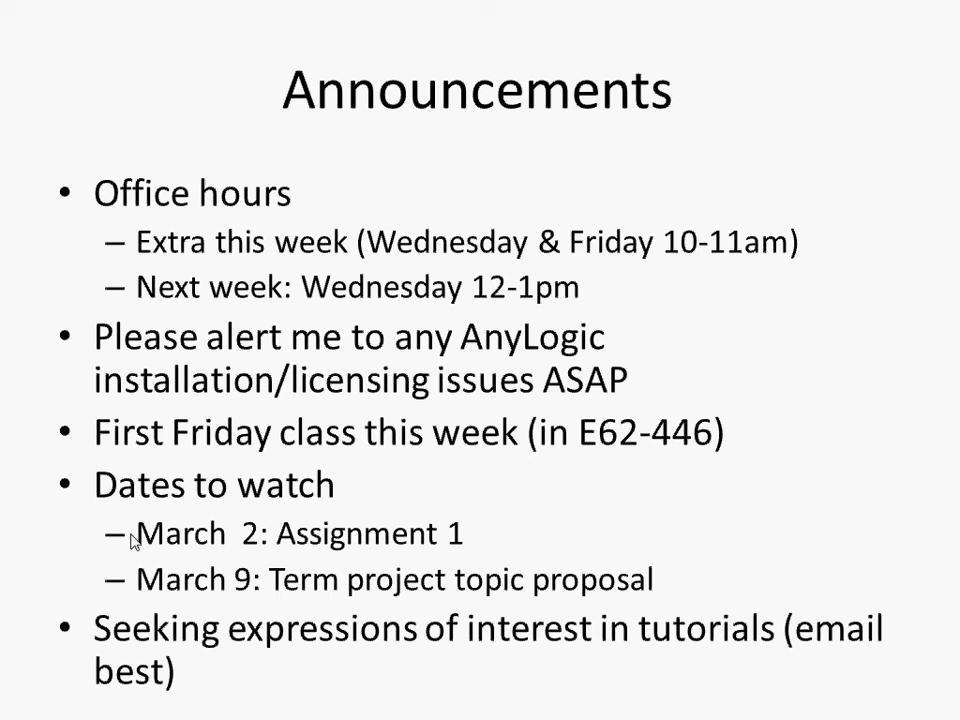 Announcements
• Office hours
– Extra this week (Wednesday & Friday 10-11am)
– Next week: Wednesday 12-1pm
• Please alert me to any AnyLogic
installation/licensing issues ASAP
• First Friday class this week (in E62-446)
• Dates to watch
– March 2: Assignment 1
– March 9: Term project topic proposal
• Seeking expressions of interest in tutorials (email
best)